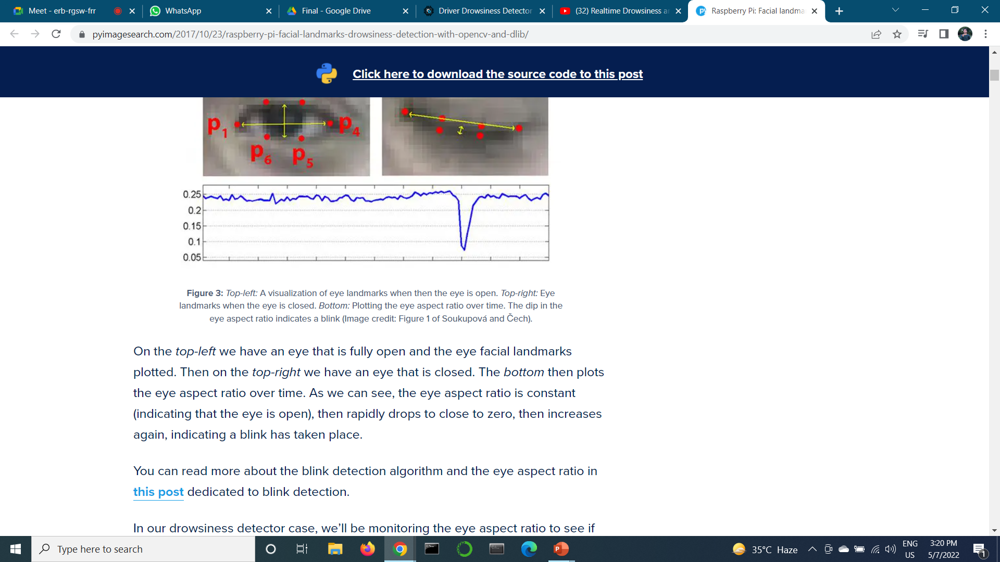 Meet - erb-rgsw-frr
WhatsApp
Final - Google Drive
Driver Drowsiness Detector
(32) Realtime Drowsiness a
Raspberry Pi: Facial landma
pyimagesearch.com/2017/10/23/raspberry-pi-facial-landmarks-drowsiness-detection-with-opencv-and-dlib/
Click here to download the source code to this post
p1
p4
p6
p5
0.25
0.2
0.15
0.1
0.05
Figure 3: Top-left: A visualization of eye landmarks when then the eye is open. Top-right: Eye
landmarks when the eye is closed. Bottom: Plotting the eye aspect ratio over time. The dip in the
eye aspect ratio indicates a blink (Image credit: Figure 1 of Soukupová and Čech).
On the top-left we have an eye that is fully open and the eye facial landmarks
plotted. Then on the top-right we have an eye that is closed. The bottom then plots
the eye aspect ratio over time. As we can see, the eye aspect ratio is constant
(indicating that the eye is open), then rapidly drops to close to zero, then increases
again, indicating a blink has taken place.
You can read more about the blink detection algorithm and the eye aspect ratio in
this post dedicated to blink detection.
In our drowsiness detector case, we'll be monitoring the eye aspect ratio to see if
Type here to search
35°C Haze
ENG
US
3:20 PM
5/7/2022
1